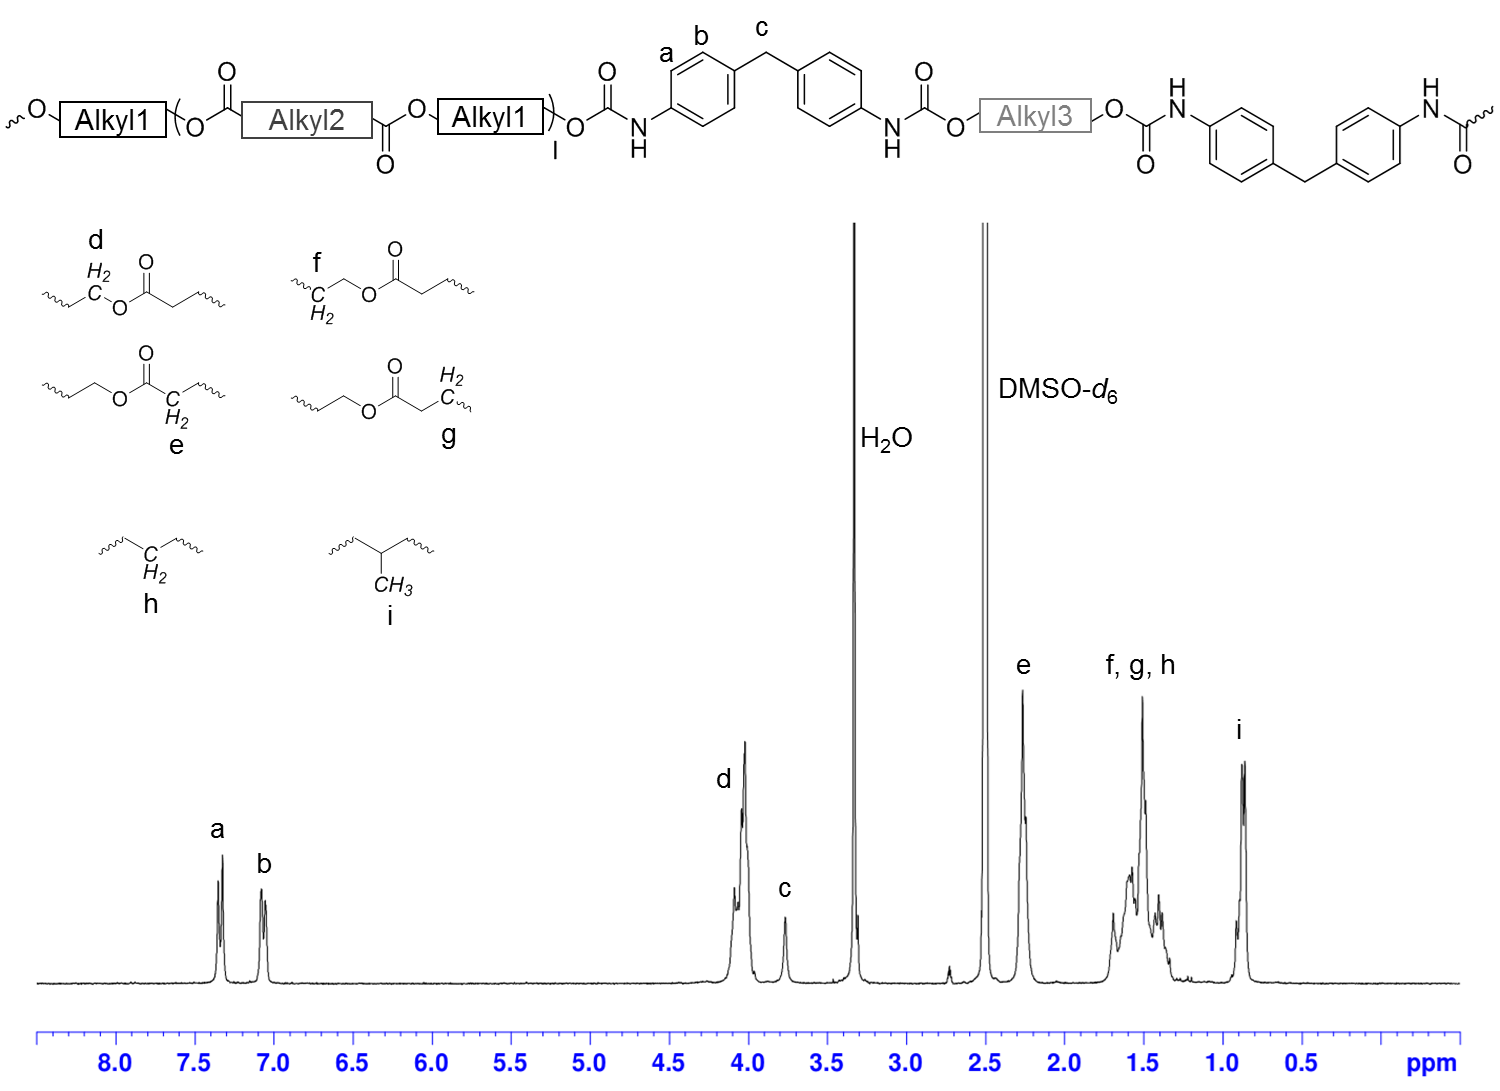 a b c
O Alkyl1 ( O O Alkyl2 O O Alkyl1 ) l O O N H N H O O Alkyl3 O O H N H N O
d
H2
C O O
f
C H2 O O
O O C H2
e
O O H2 C
g
C H2
h
CH3
i
H2O
DMSO-d6
a
b
d
c
e
f, g, h
i
8.0 7.5 7.0 6.5 6.0 5.5 5.0 4.5 4.0 3.5 3.0 2.5 2.0 1.5 1.0 0.5 ppm